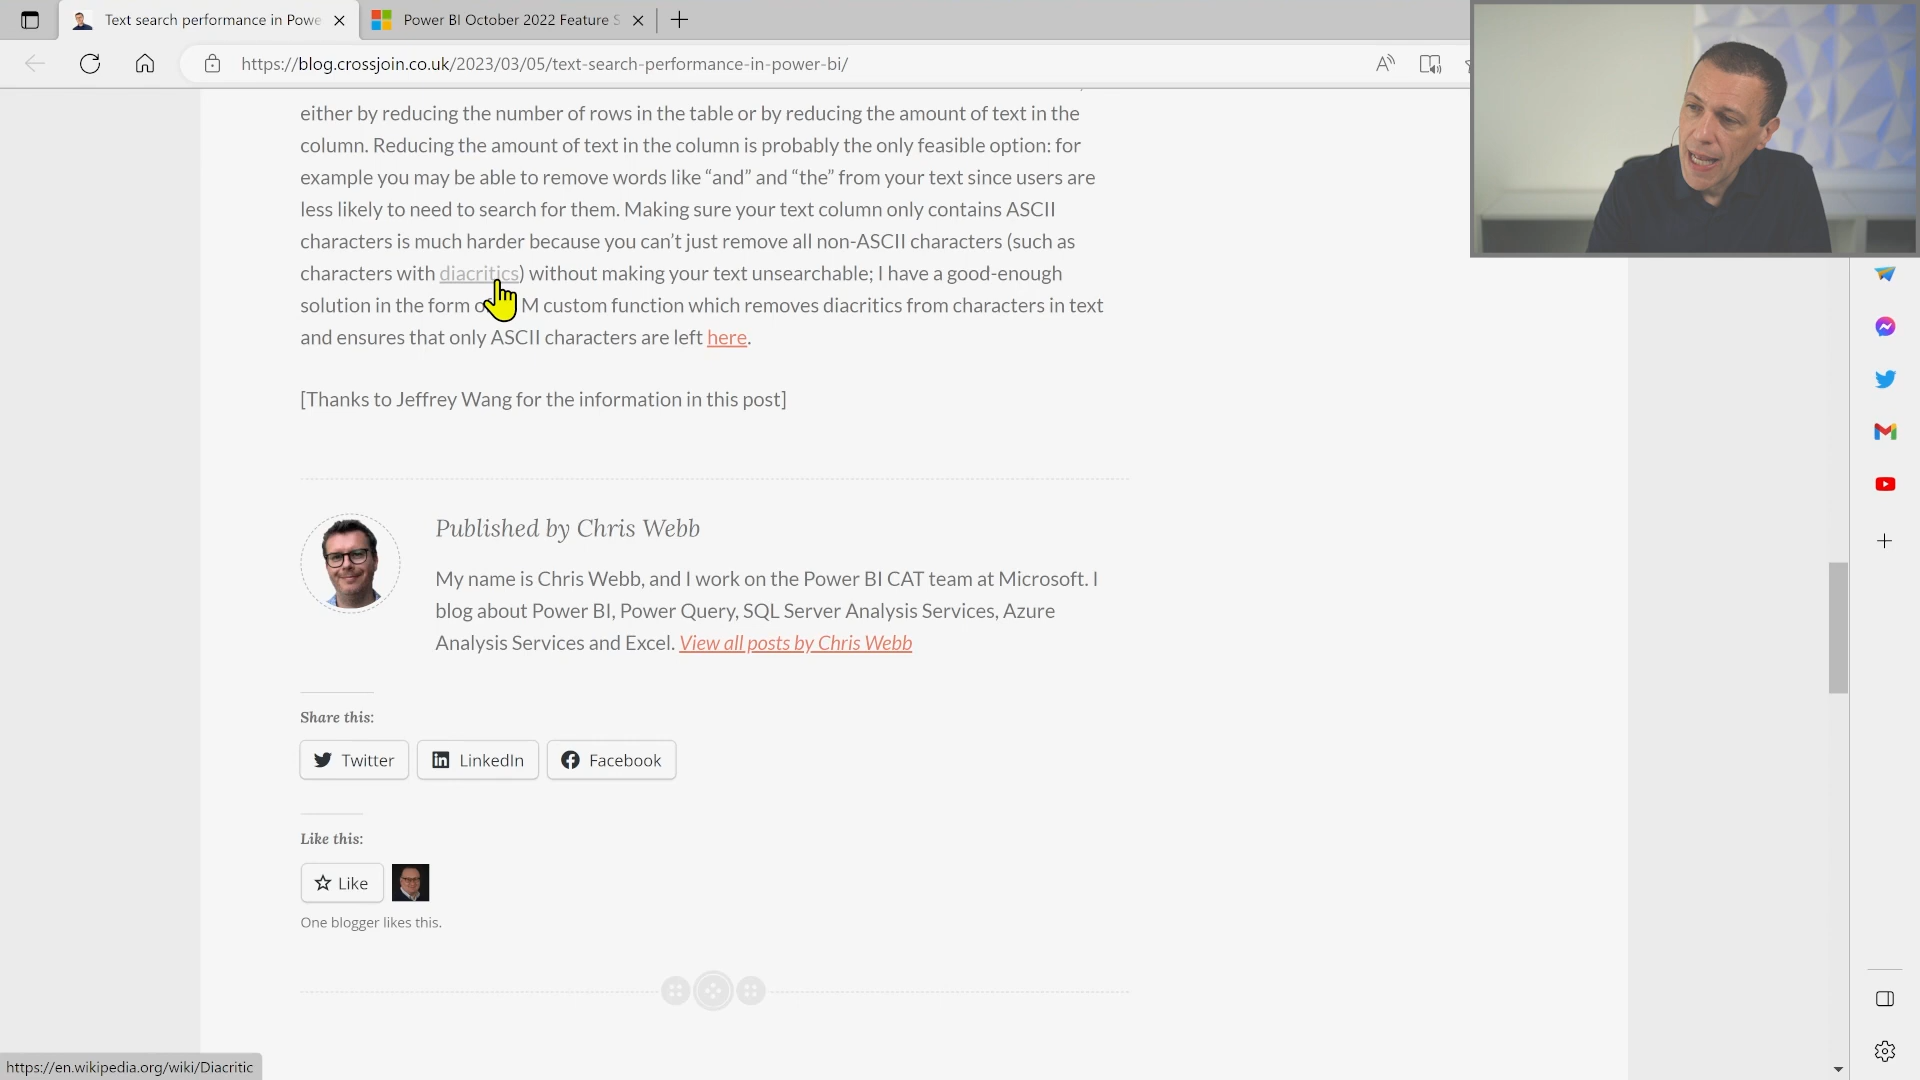 Text search performance in Powe
Power BI October 2022 Feature S
https://blog.crossjoin.co.uk/2023/03/05/text-search-performance-in-power-bi/
either by reducing the number of rows in the table or by reducing the amount of text in the
column. Reducing the amount of text in the column is probably the only feasible option: for
example you may be able to remove words like “and” and “the” from your text since users are
less likely to need to search for them. Making sure your text column only contains ASCII
characters is much harder because you can’t just remove all non-ASCII characters (such as
characters with diacritics) without making your text unsearchable; I have a good-enough
solution in the form o M custom function which removes diacritics from characters in text
and ensures that only ASCII characters are left here.
[Thanks to Jeffrey Wang for the information in this post]
Published by Chris Webb
My name is Chris Webb, and I work on the Power BI CAT team at Microsoft. I
blog about Power BI, Power Query, SQL Server Analysis Services, Azure
Analysis Services and Excel. View all posts by Chris Webb
Share this:
Twitter LinkedIn Facebook
Like this:
Like
One blogger likes this.
https://en.wikipedia.org/wiki/Diacritic